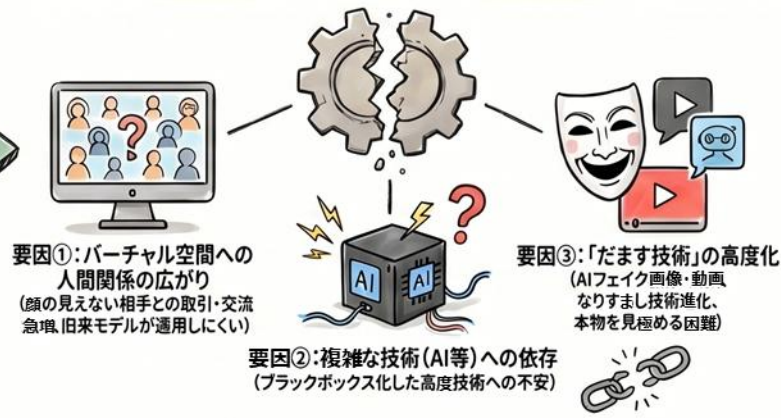 要因①:バーチャル空間への
人間関係の広がり
(顔の見えない相手との取引・交流
急増、旧来モデルが適用しにくい)
AI
AI
要因②:複雑な技術(AI等)への依存
(ブラックボックス化した高度技術への不安)
要因③:「だます技術」の高度化
(AIフェイク画像・動画
なりすまし技術進化、
本物を見極める困難)